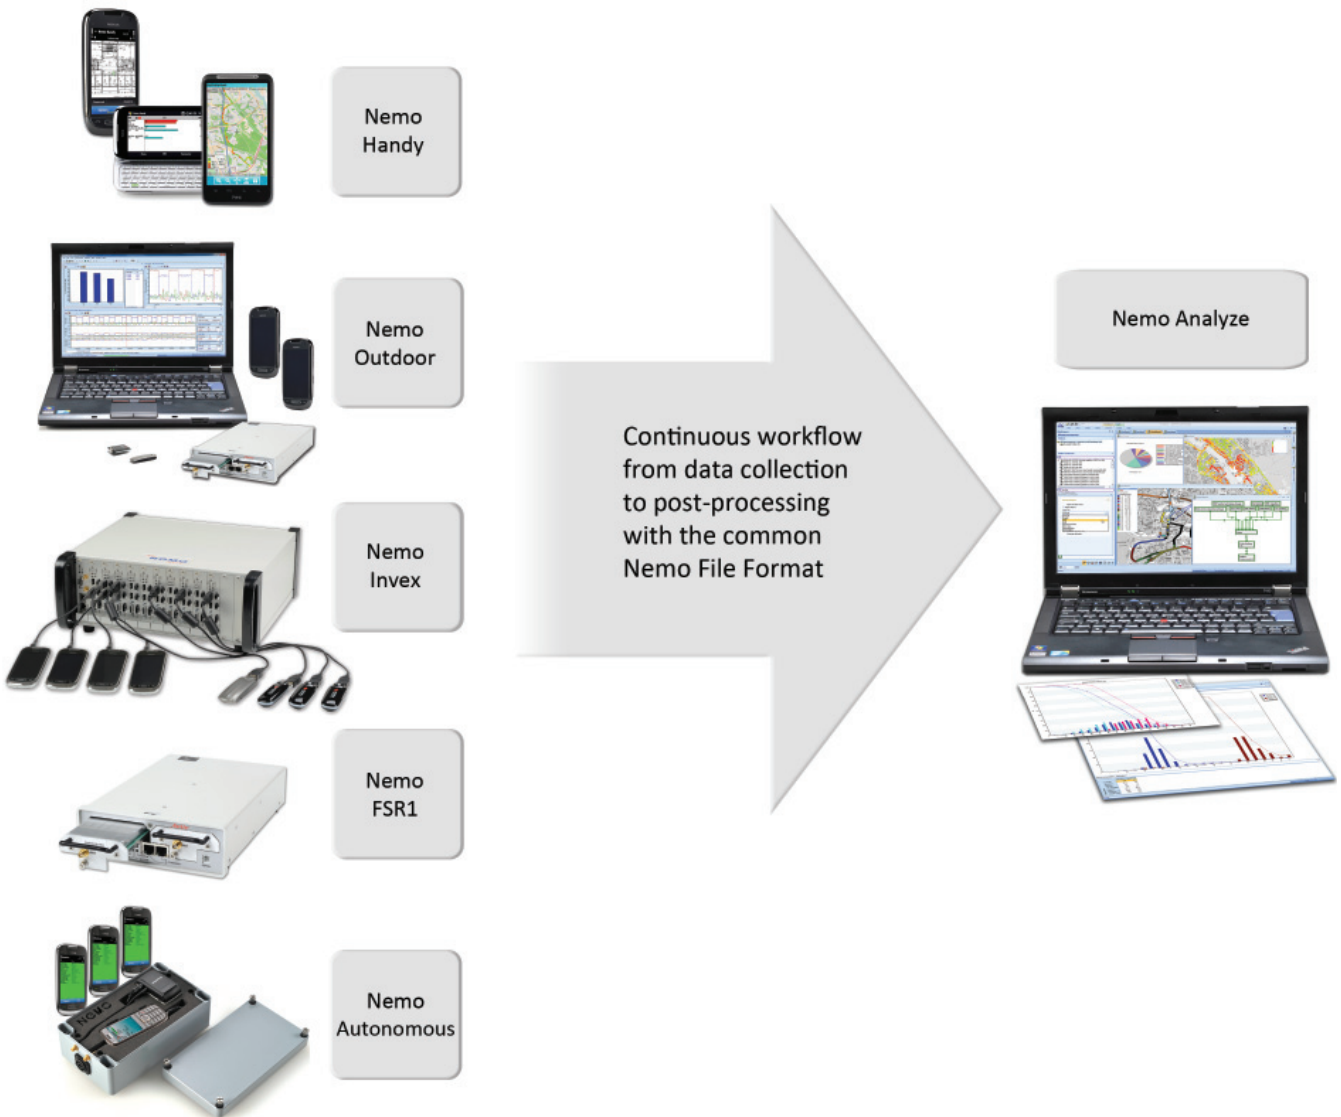 Nemo
Handy
Nemo
Outdoor
Nemo
Invex
Nemo
FSR1
Nemo
Autonomous
Continuous workflow
from data collection
to post-processing
with the common
Nemo File Format
Nemo Analyze